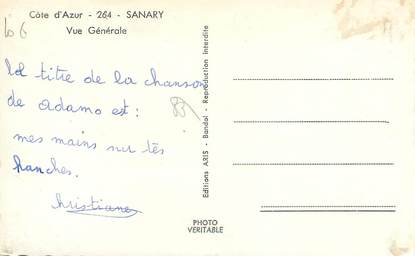 Côte d'Azur - 264 - SANARY
Vue Générale
le titre de la chanson
de adamo est:
mes mains sur tes
hanches.
Christiane
Editions ARIS - Bandol - Reproduction Interdite
PHOTO
VERITABLE